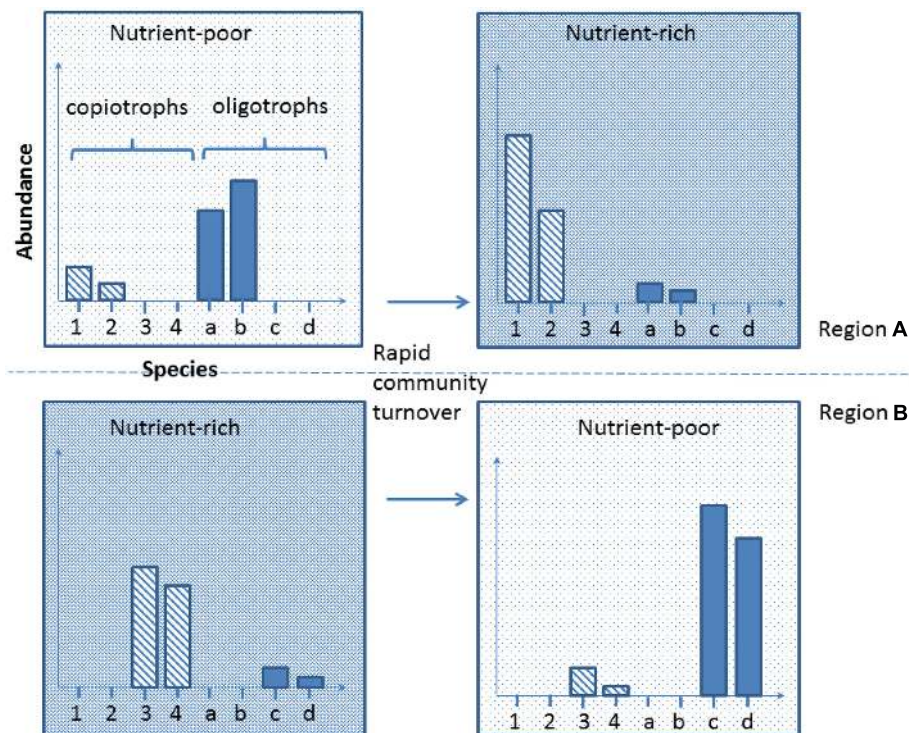 Nutrient-poor
copiotrophs oligotrophs
Abundance
1 2 3 4 a b c d
Species
Nutrient-rich
1 2 3 4 a b c d
Region A
Rapid
community
turnover
Region B
Nutrient-rich
1 2 3 4 a b c d
Nutrient-poor
1 2 3 4 a b c d